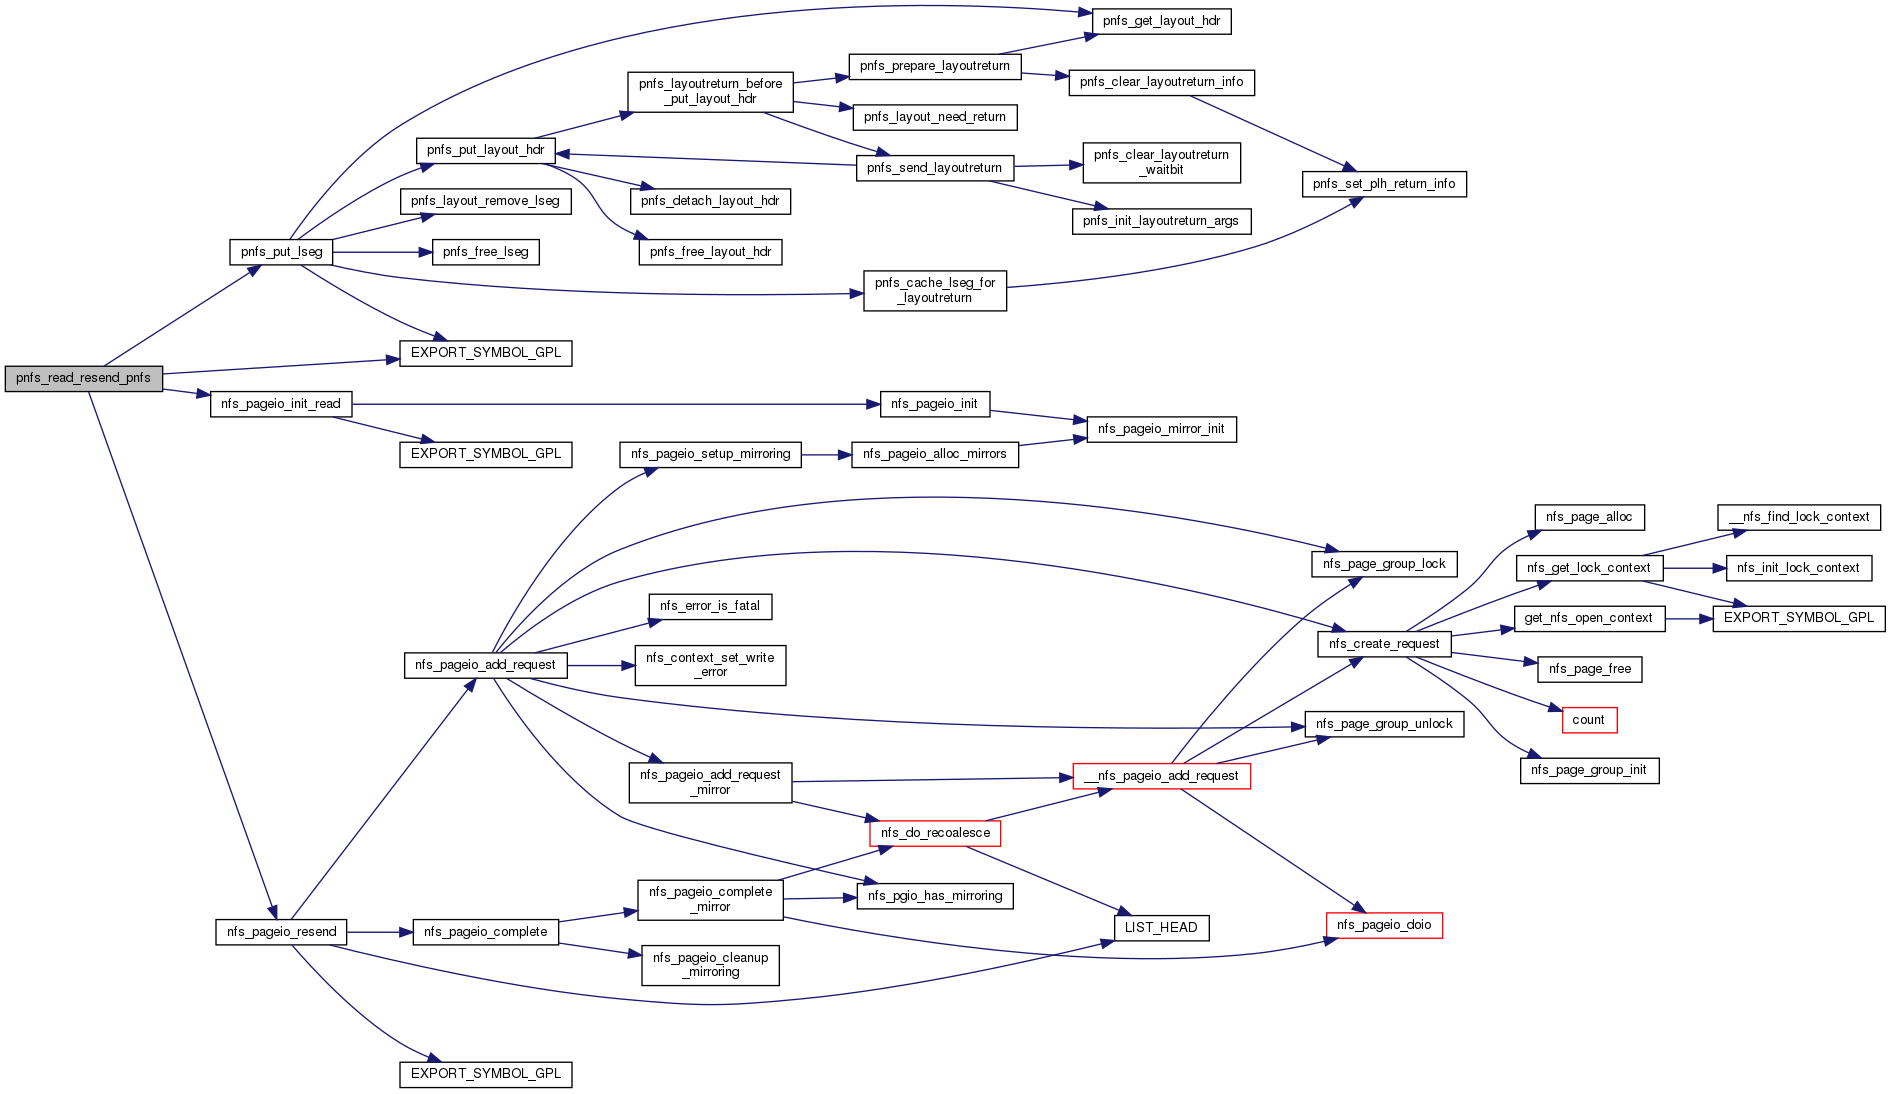 pnfs_get_layout_hdr
pnfs_prepare_layoutreturn
pnfs_layoutreturn_before
_put_layout_hdr
pnfs_clear_layoutreturn_info
pnfs_layout_need_return
pnfs_put_layout_hdr
pnfs_send_layoutreturn
pnfs_clear_layoutreturn
_waitbit
pnfs_set_plh_return_info
pnfs_layout_remove_lseg
pnfs_detach_layout_hdr
pnfs_init_layoutreturn_args
pnfs_put_lseg
pnfs_free_lseg
pnfs_free_layout_hdr
pnfs_cache_lseg_for
_layoutreturn
EXPORT_SYMBOL_GPL
pnfs_read_resend_pnfs
nfs_pageio_init_read
nfs_pageio_init
nfs_pageio_mirror_init
EXPORT_SYMBOL_GPL
nfs_pageio_setup_mirroring
nfs_pageio_alloc_mirrors
nfs_page_alloc
__nfs_find_lock_context
nfs_page_group_lock
nfs_get_lock_context
nfs_init_lock_context
nfs_error_is_fatal
get_nfs_open_context
EXPORT_SYMBOL_GPL
nfs_create_request
nfs_pageio_add_request
nfs_context_set_write
_error
nfs_page_free
nfs_page_group_unlock
count
nfs_pageio_add_request
_mirror
__nfs_pageio_add_request
nfs_page_group_init
nfs_do_recoalesce
nfs_pageio_complete
_mirror
nfs_pgio_has_mirroring
nfs_pageio_resend
nfs_pageio_complete
LIST_HEAD
nfs_pageio_doio
nfs_pageio_cleanup
_mirroring
EXPORT_SYMBOL_GPL